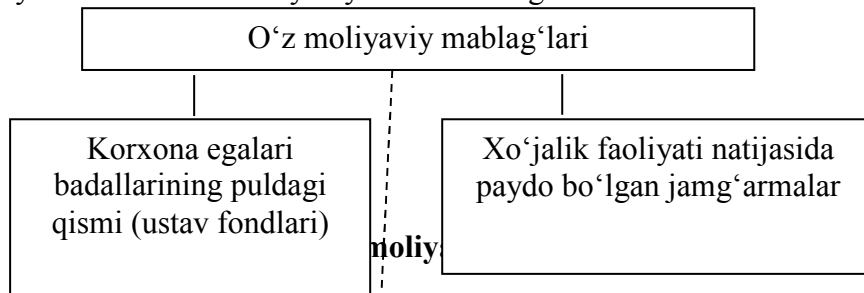 O‘z moliyaviy mablag‘lari
Korxona egalari
badallarining puldagi
qismi (ustav fondlari)
Xo‘jalik faoliyati natijasida
paydo bo‘lgan jamg‘armalar